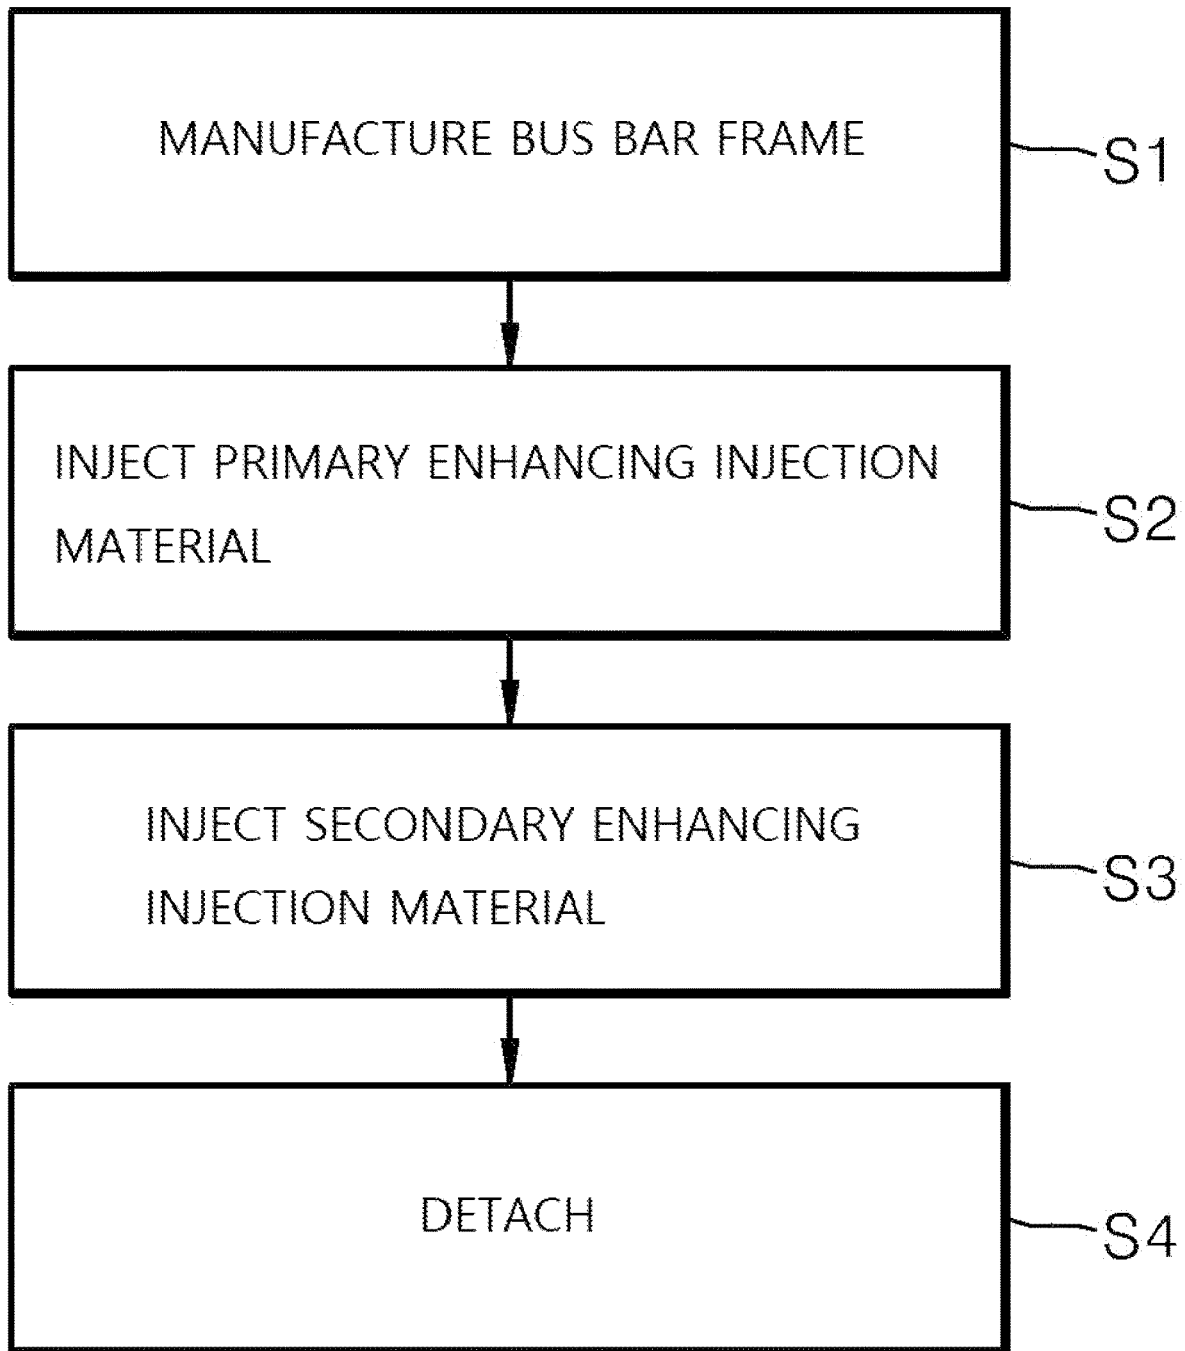 MANUFACTURE BUS BAR FRAME
S1
INJECT PRIMARY ENHANCING INJECTION
MATERIAL
S2
INJECT SECONDARY ENHANCING
INJECTION MATERIAL
S3
DETACH
S4